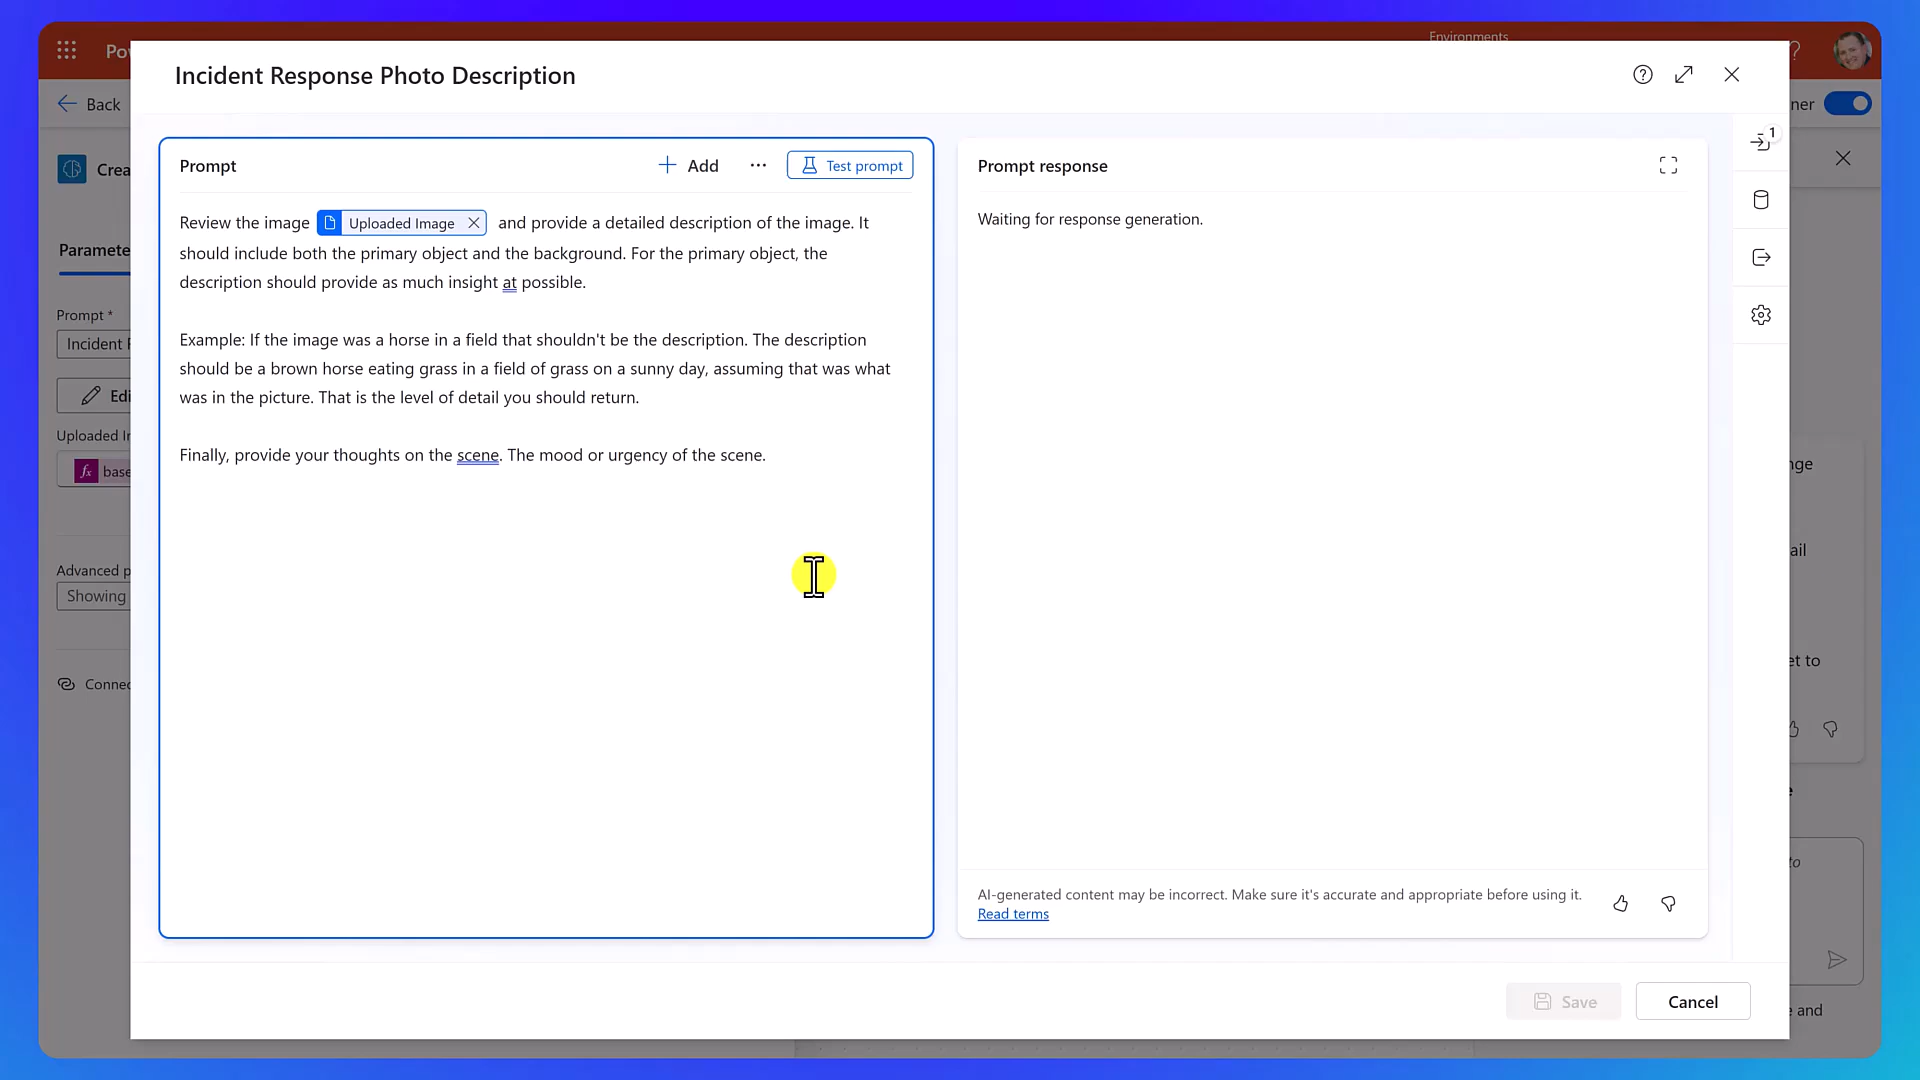 Environments
Incident Response Photo Description
Back
Prompt
Add
Test prompt
Review the image Uploaded Image and provide a detailed description of the image. It
should include both the primary object and the background. For the primary object, the
description should provide as much insight at possible.
Example: If the image was a horse in a field that shouldn't be the description. The description
should be a brown horse eating grass in a field of grass on a sunny day, assuming that was what
was in the picture. That is the level of detail you should return.
Finally, provide your thoughts on the scene. The mood or urgency of the scene.
Prompt response
Waiting for response generation.
AI-generated content may be incorrect. Make sure it's accurate and appropriate before using it.
Read terms
1
Prompt *
Incident
Advanced
Showing
Save
Cancel
and